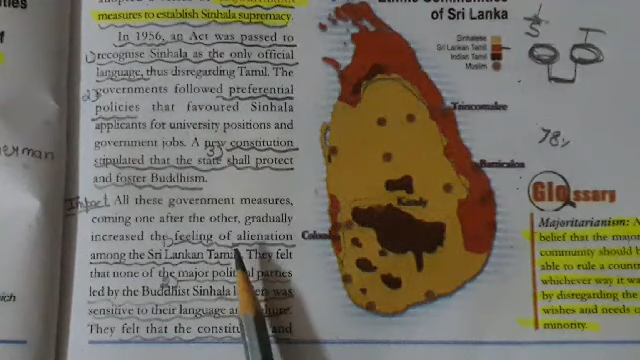 measures to establish Sinhala supremacy.
In 1956, an Act was passed to
1) recognise Sinhala as the only official
language, thus disregarding Tamil. The
2) governments followed preferential
policies that favoured Sinhala
applicants for university positions and
government jobs. A new constitution
3)
stipulated that the state shall protect
and foster Buddhism.
Impact All these government measures,
coming one after the other, gradually
increased the feeling of alienation
among the Sri Lankan Tamils. They felt
that none of the major political parties
led by the Buddhist Sinhala
sensitive to their language and
They felt that the and
of Sri Lanka
Sinhalese
Sri Lankan Tamil
Indian Tamil
Muslim
Trincomalee
Batticaloa
Kandy
Glossary
Majoritarianism:
belief that the
community should b
able to rule a count
whichever way it wa
by disregarding the
wishes and needs o
minority.